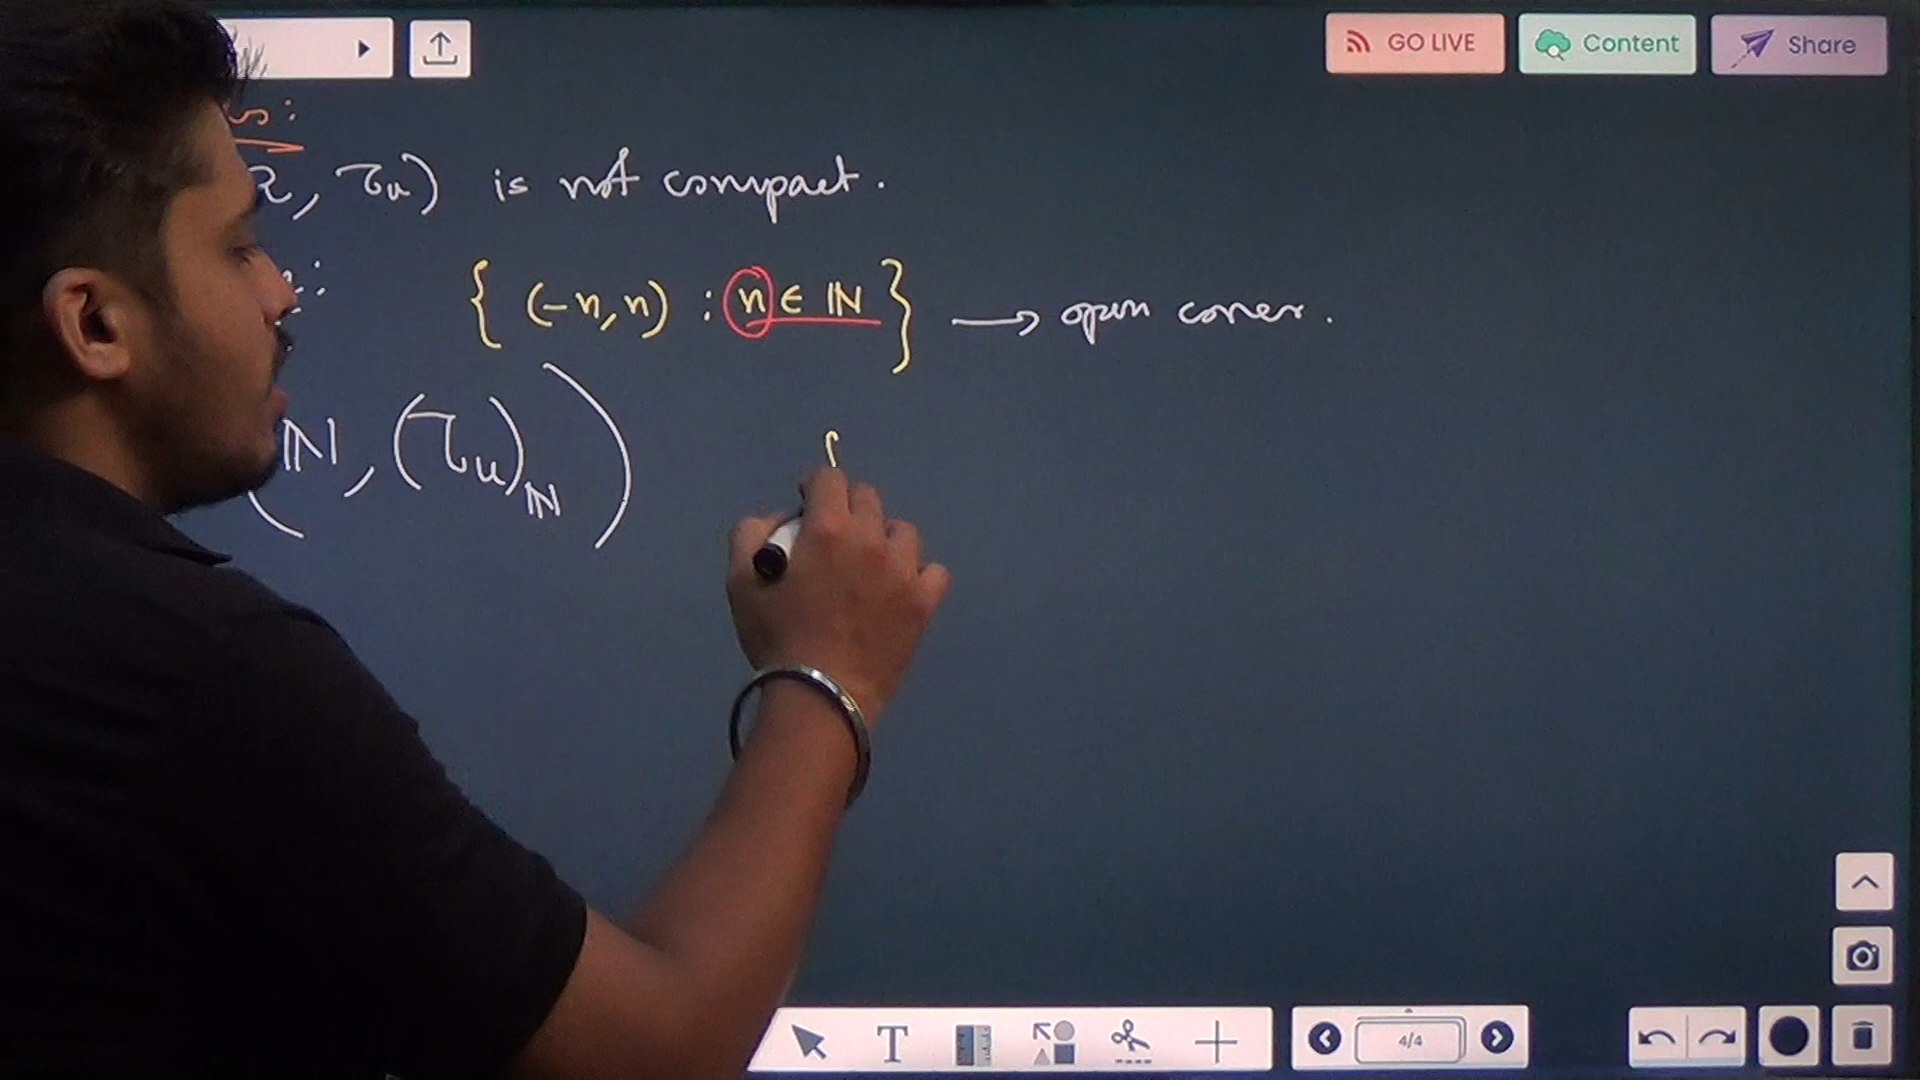 GO LIVE
Content
Share
s:
R, τu) is not compact.
{ (-n, n) : n ∈ ℕ } → open cover.
(ℕ, (τu)ℕ)
T
4/4